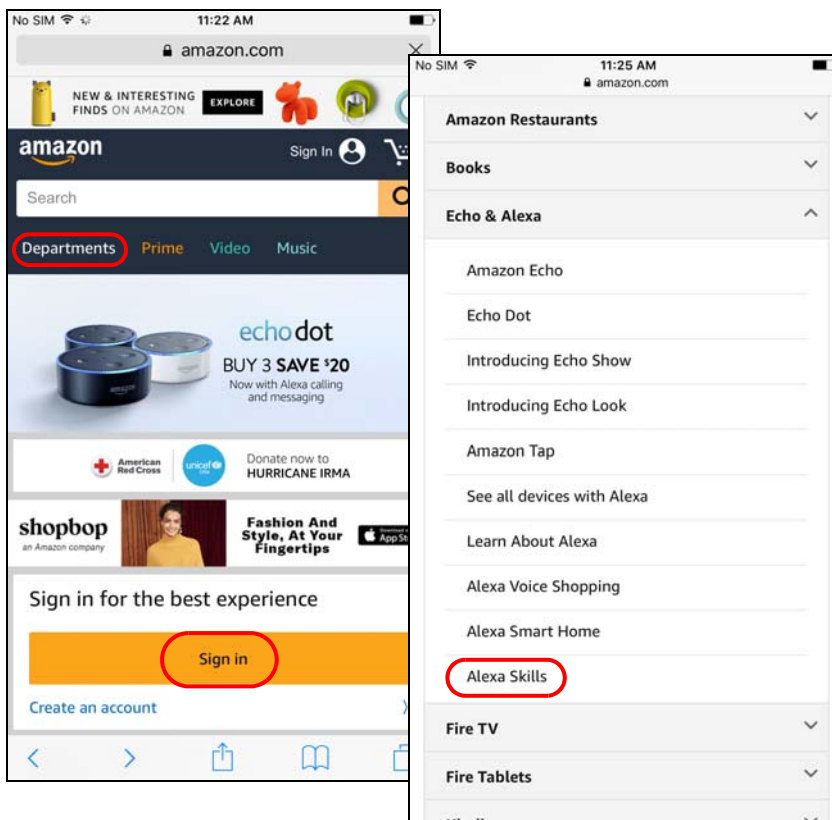 No SIM 11:22 AM
amazon.com
NEW & INTERESTING
FINDS ON AMAZON
EXPLORE
amazon
Sign In
Search
Departments Prime Video Music
echo dot
BUY 3 SAVE $20
Now with Alexa calling
and messaging
amazon
American
Red Cross
unicef
Donate now to
HURRICANE IRMA
shopbop
an Amazon company
Fashion And
Style, At Your
Fingertips
Sign in for the best experience
Sign in
Create an account
No SIM 11:25 AM
amazon.com
Amazon Restaurants
Books
Echo & Alexa
Amazon Echo
Echo Dot
Introducing Echo Show
Introducing Echo Look
Amazon Tap
See all devices with Alexa
Learn About Alexa
Alexa Voice Shopping
Alexa Smart Home
Alexa Skills
Fire TV
Fire Tablets